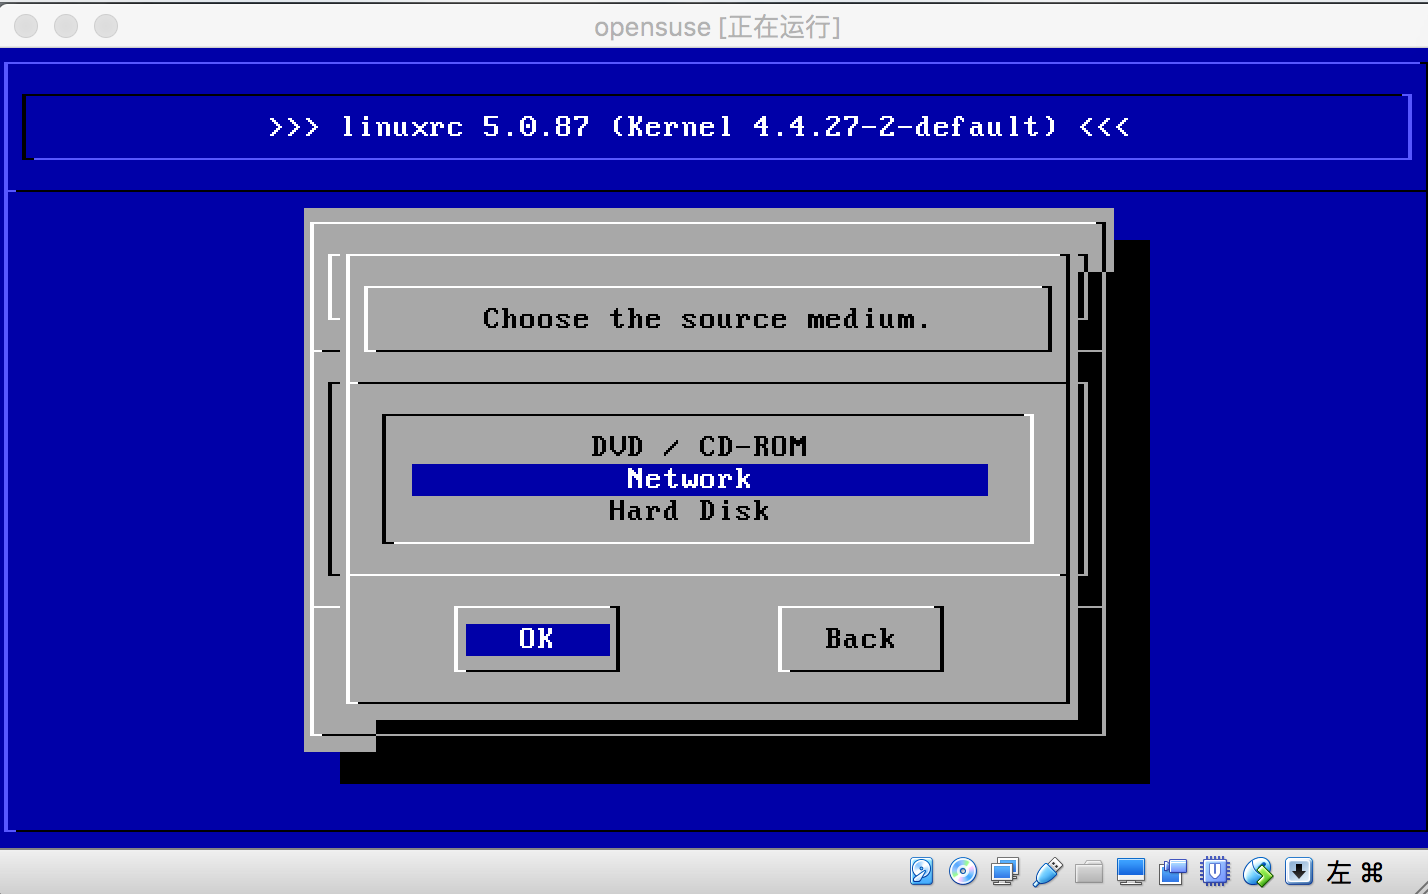 opensuse [正在运行]
>>> linuxrc 5.0.87 (Kernel 4.4.27-2-default) <<<
Choose the source medium.
DVD / CD-ROM
Network
Hard Disk
OK
Back
左 ⌘